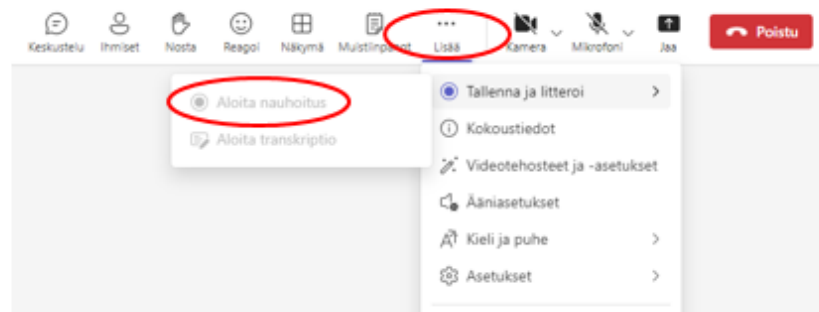 Keskustelu Ihmiset Nosta Reagoi Näkymä Muistiinpanot Lisää Kamera Mikrofoni Jaa Poistu
Tallenna ja litteroi
Aloita nauhoitus
Kokoustiedot
Aloita transkriptio
Videotehosteet ja -asetukset
Ääniasetukset
Kieli ja puhe
Asetukset